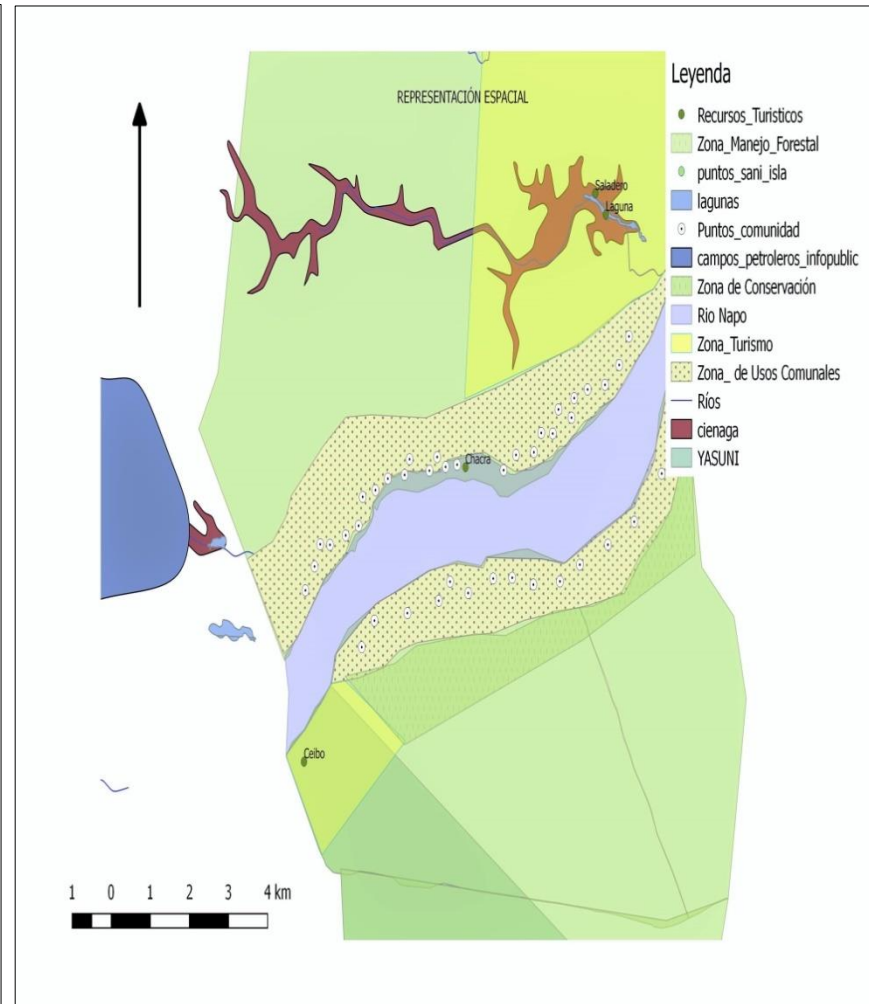 REPRESENTACIÓN ESPACIAL
Saladero
Laguna
Chacra
Ceibo
1 0 1 2 3 4 km
Leyenda
Recursos_Turisticos
Zona_Manejo_Forestal
puntos_sani_isla
lagunas
Puntos_comunidad
campos_petroleros_infopublic
Zona de Conservación
Rio Napo
Zona_Turismo
Zona_ de Usos Comunales
Ríos
cienaga
YASUNI